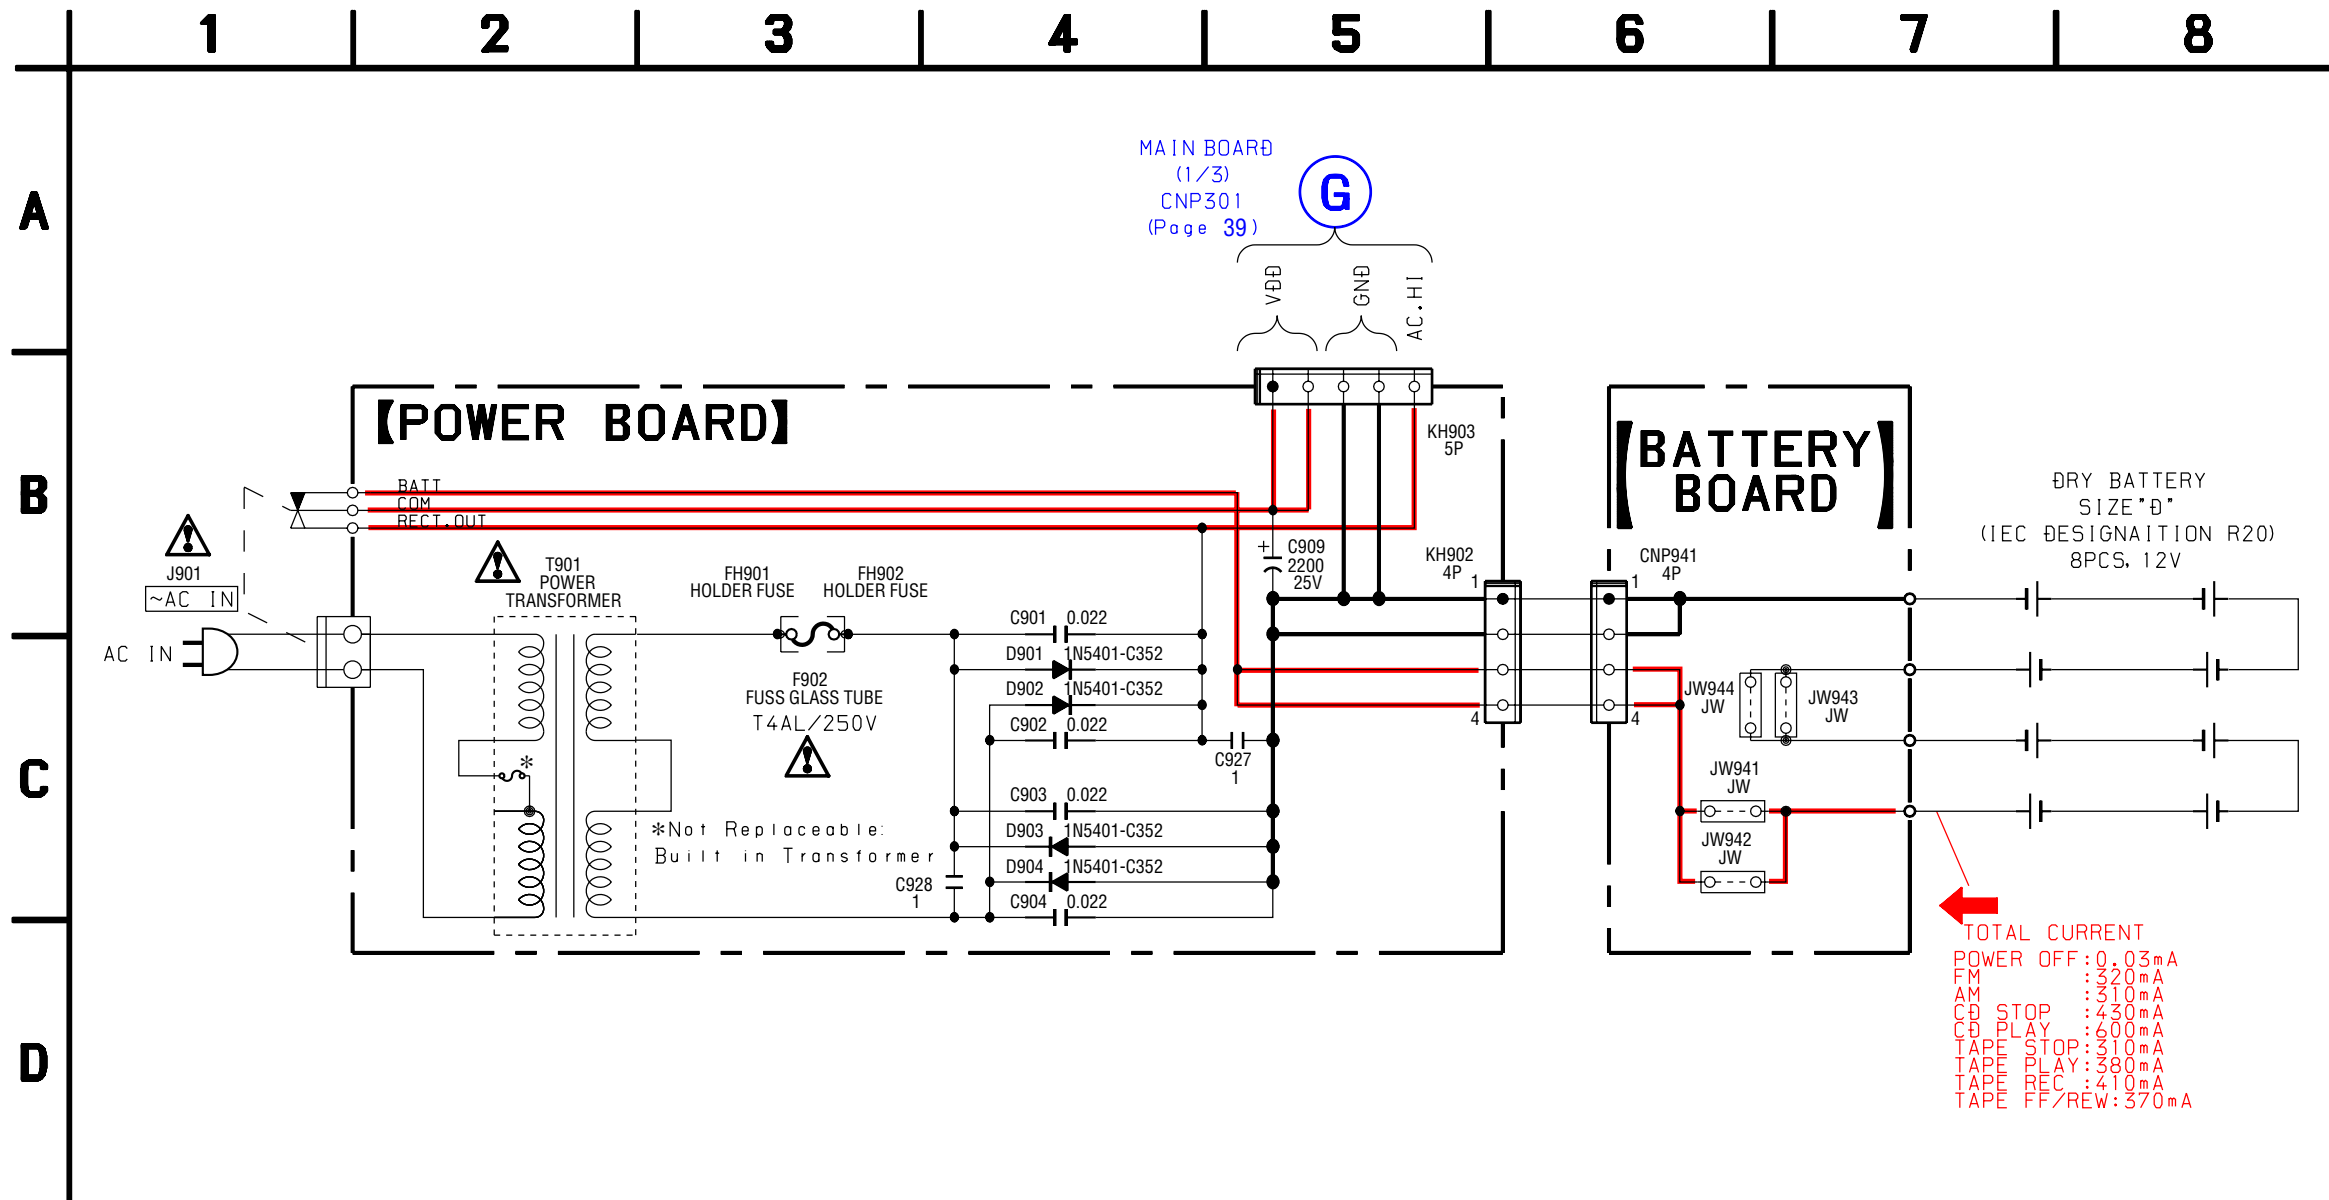 1 2 3 4 5 6 7 8
A
B
C
D
MAIN BOARD
(1/3)
CNP301
(Page 39)
G
VDD
GND
AC.HI
【POWER BOARD】
KH903
5P
BATT
COM
RECT.OUT
J901
~AC IN
AC IN
T901
POWER
TRANSFORMER
FH901
HOLDER FUSE
FH902
HOLDER FUSE
F902
FUSS GLASS TUBE
T4AL/250V
*
*Not Replaceable:
Built in Transformer
C901 0.022
D901 1N5401-C352
D902 1N5401-C352
C902 0.022
C903 0.022
D903 1N5401-C352
D904 1N5401-C352
C904 0.022
C928
1
C927
1
+
C909
2200
25V
KH902
4P
1
4
【BATTERY
BOARD】
CNP941
4P
1
4
JW944
JW
JW943
JW
JW941
JW
JW942
JW
DRY BATTERY
SIZE"D"
(IEC DESIGNAITION R20)
8PCS, 12V
TOTAL CURRENT
POWER OFF:0.03mA
FM :320mA
AM :310mA
CD STOP :430mA
CD PLAY :600mA
TAPE STOP:310mA
TAPE PLAY:380mA
TAPE REC :410mA
TAPE FF/REW:370mA